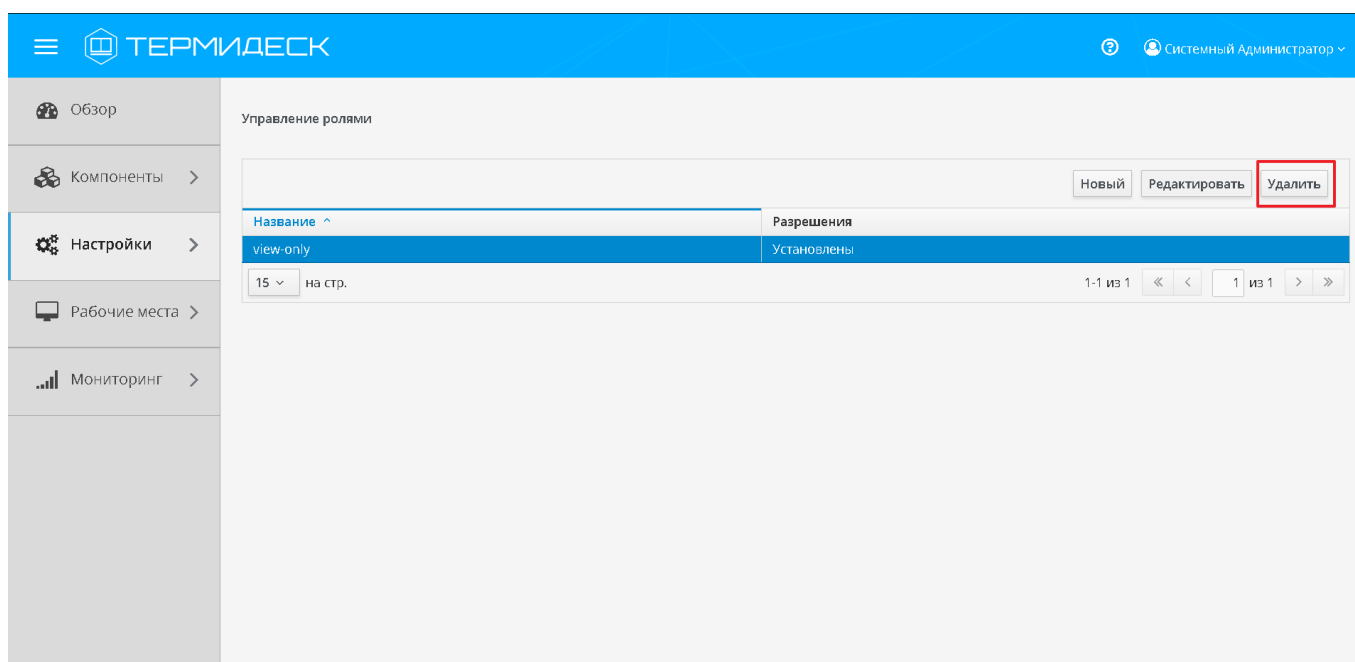 ТЕРМИДЕСК
Системный Администратор
Обзор
Компоненты
Настройки
Рабочие места
Мониторинг
Управление ролями
Новый Редактировать Удалить
Название Разрешения
view-only Установлены
15 на стр. 1-1 из 1 1 из 1